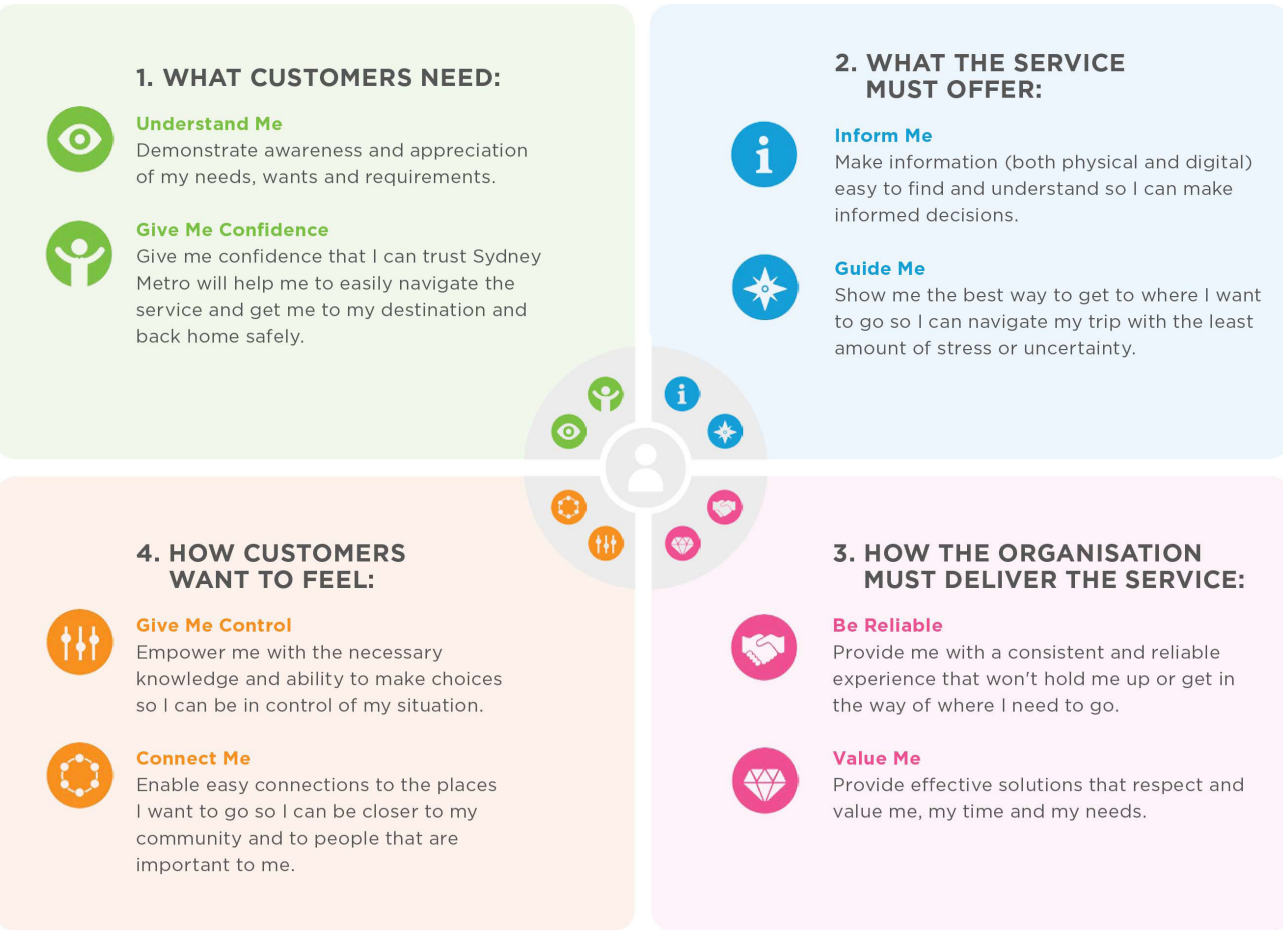 1. WHAT CUSTOMERS NEED:
Understand Me
Demonstrate awareness and appreciation
of my needs, wants and requirements.
Give Me Confidence
Give me confidence that I can trust Sydney
Metro will help me to easily navigate the
service and get me to my destination and
back home safely.
2. WHAT THE SERVICE
MUST OFFER:
Inform Me
Make information (both physical and digital)
easy to find and understand so I can make
informed decisions.
Guide Me
Show me the best way to get to where I want
to go so I can navigate my trip with the least
amount of stress or uncertainty.
3. HOW THE ORGANISATION
MUST DELIVER THE SERVICE:
Be Reliable
Provide me with a consistent and reliable
experience that won't hold me up or get in
the way of where I need to go.
Value Me
Provide effective solutions that respect and
value me, my time and my needs.
4. HOW CUSTOMERS
WANT TO FEEL:
Give Me Control
Empower me with the necessary
knowledge and ability to make choices
so I can be in control of my situation.
Connect Me
Enable easy connections to the places
I want to go so I can be closer to my
community and to people that are
important to me.